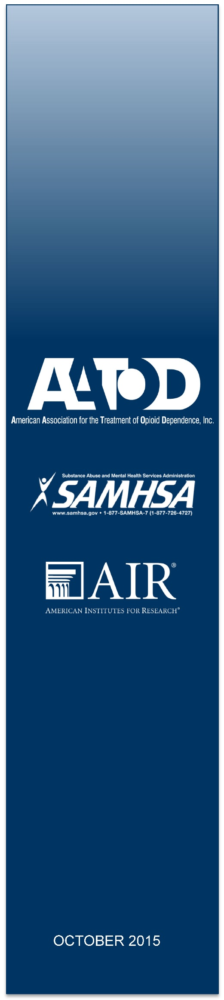 AATOD
American Association for the Treatment of Opioid Dependence, Inc.
Substance Abuse and Mental Health Services Administration
SAMHSA
www.samhsa.gov • 1-877-SAMHSA-7 (1-877-726-4727)
AIR®
AMERICAN INSTITUTES FOR RESEARCH®
OCTOBER 2015